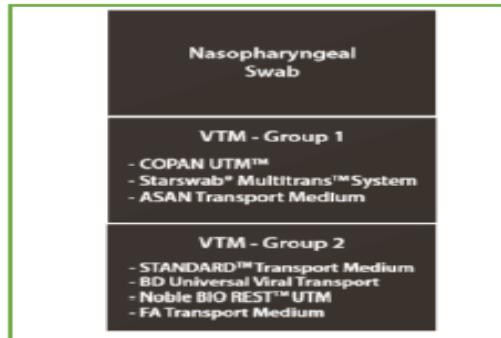 Nasopharyngeal
Swab
VTM - Group 1
- COPAN UTM™
- Starswab® Multitrans™ System
- ASAN Transport Medium
VTM - Group 2
- STANDARD™ Transport Medium
- BD Universal Viral Transport
- Noble BIO REST™ UTM
- FA Transport Medium